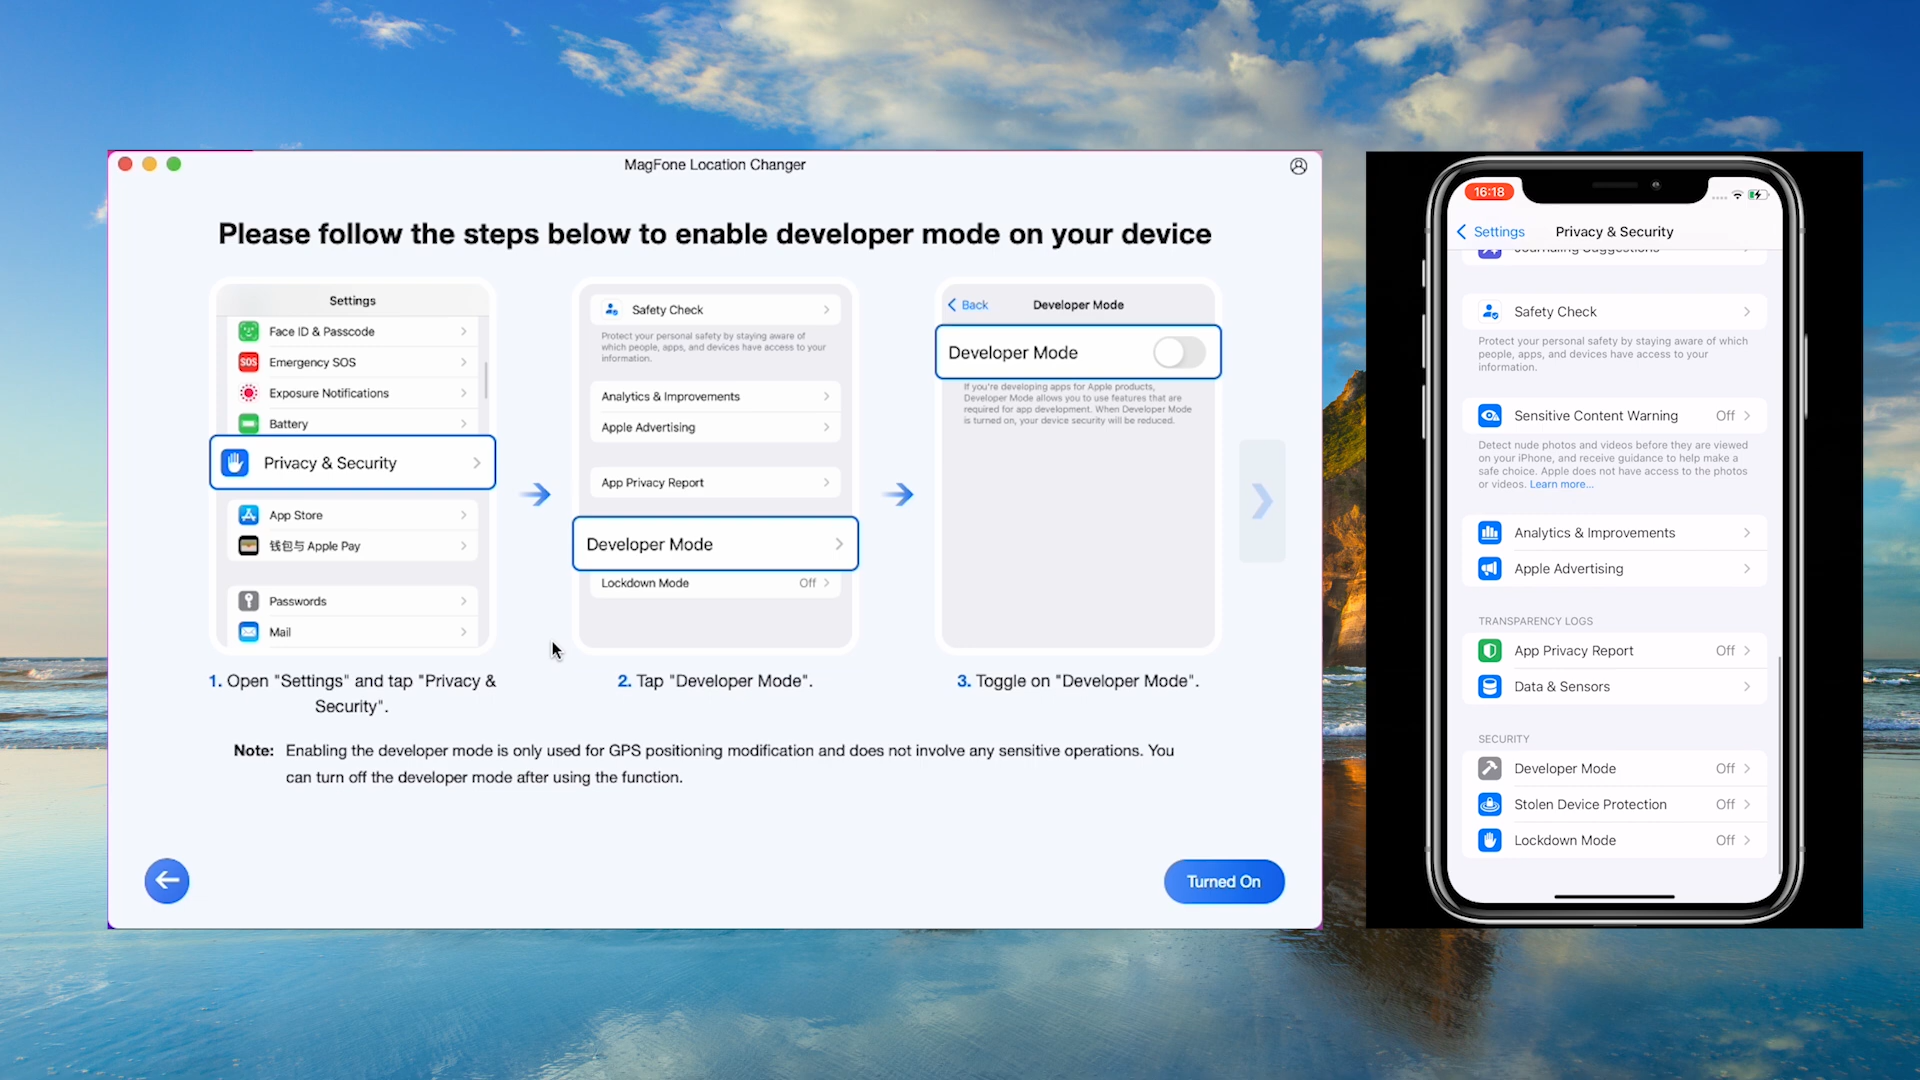 MagFone Location Changer
Please follow the steps below to enable developer mode on your device
Settings
Face ID & Passcode
SOS
Emergency SOS
Exposure Notifications
Battery
Privacy & Security
App Store
钱包与 Apple Pay
Passwords
Mail
1. Open "Settings" and tap "Privacy &
Security".
Safety Check
Protect your personal safety by staying aware of
which people, apps, and devices have access to your
information.
Analytics & Improvements
Apple Advertising
App Privacy Report
Developer Mode
Lockdown Mode Off
2. Tap "Developer Mode".
Back Developer Mode
Developer Mode
If you're developing apps for Apple products,
Developer Mode allows you to use features that are
required for app development. When Developer Mode
is turned on, your device security will be reduced.
3. Toggle on "Developer Mode".
Note: Enabling the developer mode is only used for GPS positioning modification and does not involve any sensitive operations. You
can turn off the developer mode after using the function.
Turned On
16:18
Settings Privacy & Security
Journaling Suggestions
Safety Check
Protect your personal safety by staying aware of which
people, apps, and devices have access to your
information.
Sensitive Content Warning Off
Detect nude photos and videos before they are viewed
on your iPhone, and receive guidance to help make a
safe choice. Apple does not have access to the photos
or videos. Learn more...
Analytics & Improvements
Apple Advertising
TRANSPARENCY LOGS
App Privacy Report Off
Data & Sensors
SECURITY
Developer Mode Off
Stolen Device Protection Off
Lockdown Mode Off